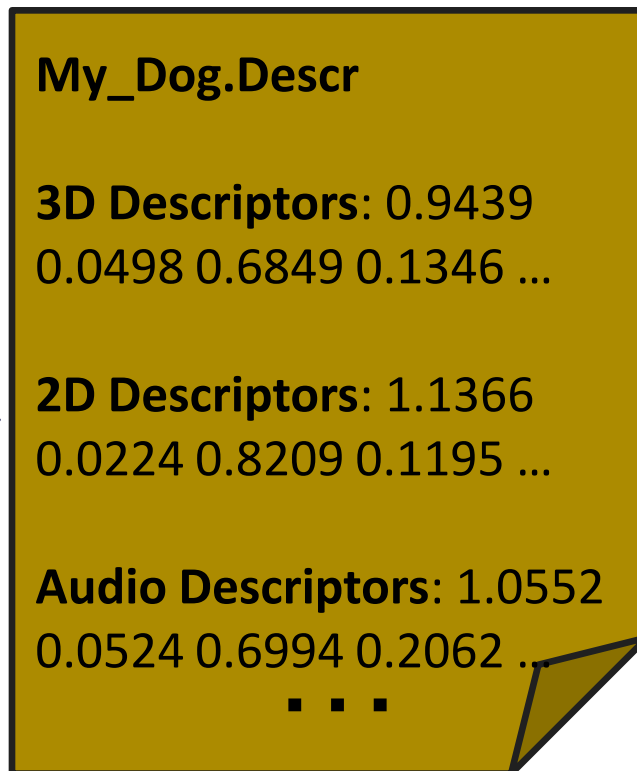 My_Dog.Descr
3D Descriptors: 0.9439
0.0498 0.6849 0.1346 ...
2D Descriptors: 1.1366
0.0224 0.8209 0.1195 ...
Audio Descriptors: 1.0552
0.0524 0.6994 0.2062 ...
. . .